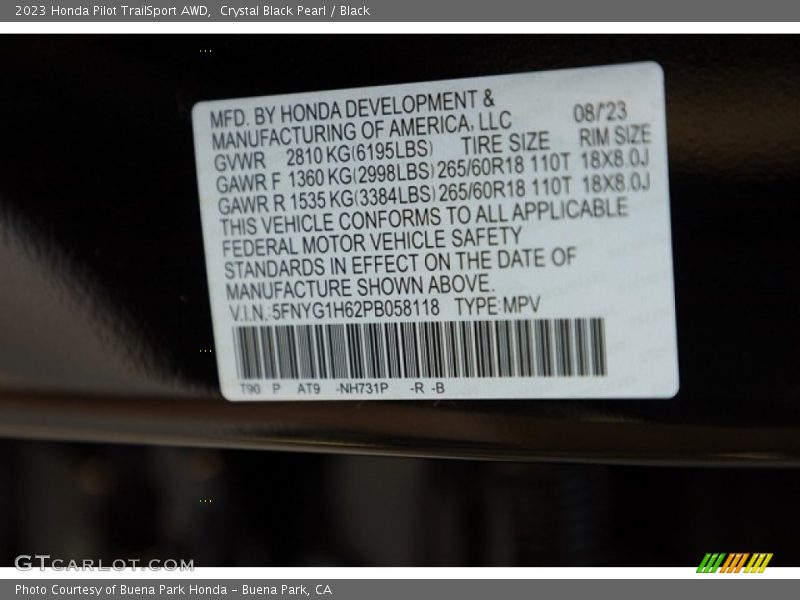 2023 Honda Pilot TrailSport AWD,  Crystal Black Pearl / Black
MFD. BY HONDA DEVELOPMENT &
MANUFACTURING OF AMERICA, LLC 08/'23
GVWR 2810 KG(6195LBS) TIRE SIZE RIM SIZE
GAWR F 1360 KG(2998LBS) 265/60R18 110T 18X8.0J
GAWR R 1535 KG(3384LBS) 265/60R18 110T 18X8.0J
THIS VEHICLE CONFORMS TO ALL APPLICABLE
FEDERAL MOTOR VEHICLE SAFETY
STANDARDS IN EFFECT ON THE DATE OF
MANUFACTURE SHOWN ABOVE.
V.I.N.:5FNYG1H62PB058118 TYPE:MPV
T90 P AT9 -NH731P -R -B
GTCARLOT.COM
Photo Courtesy of Buena Park Honda – Buena Park, CA